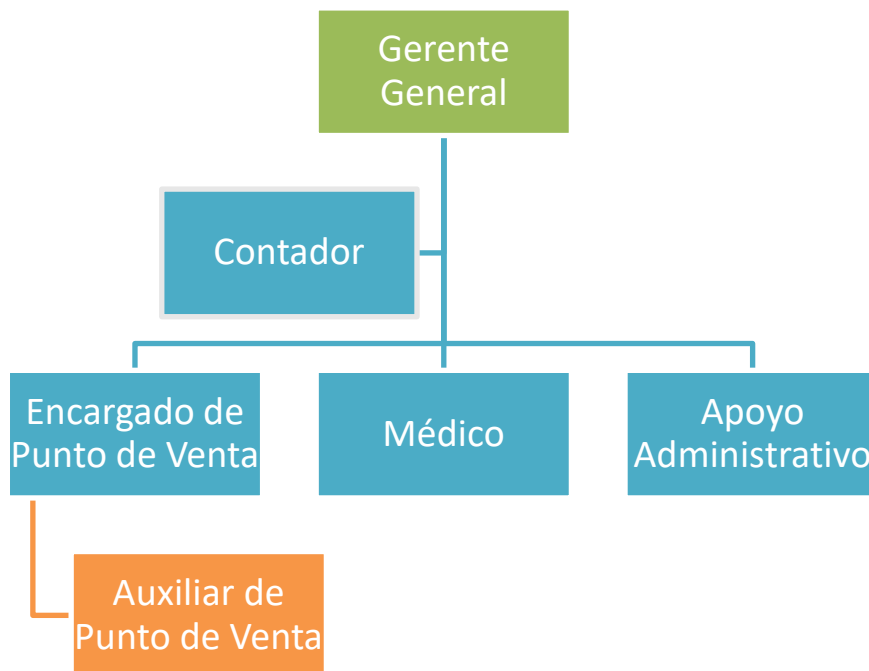 Gerente
General
Contador
Encargado de
Punto de Venta
Médico
Apoyo
Administrativo
Auxiliar de
Punto de Venta